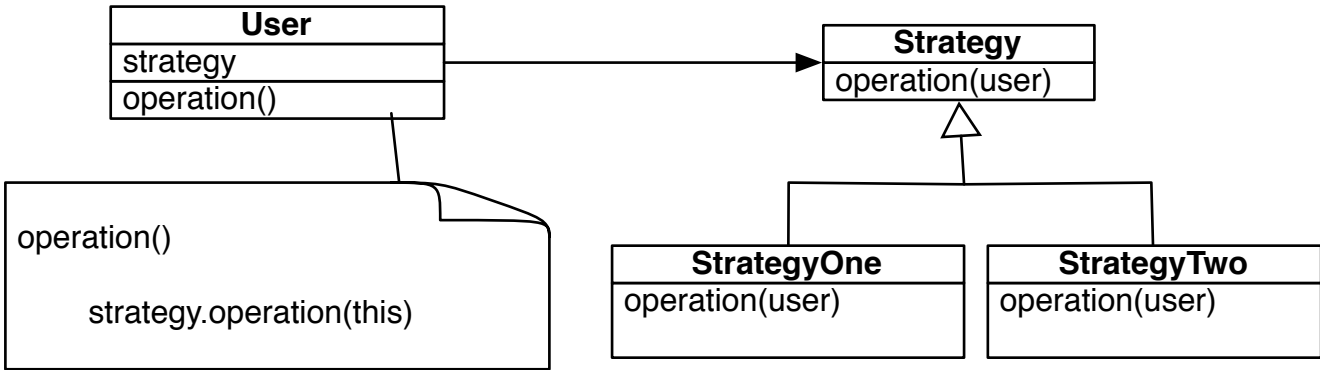 User
strategy
operation()
Strategy
operation(user)
operation()
strategy.operation(this)
StrategyOne
operation(user)
StrategyTwo
operation(user)